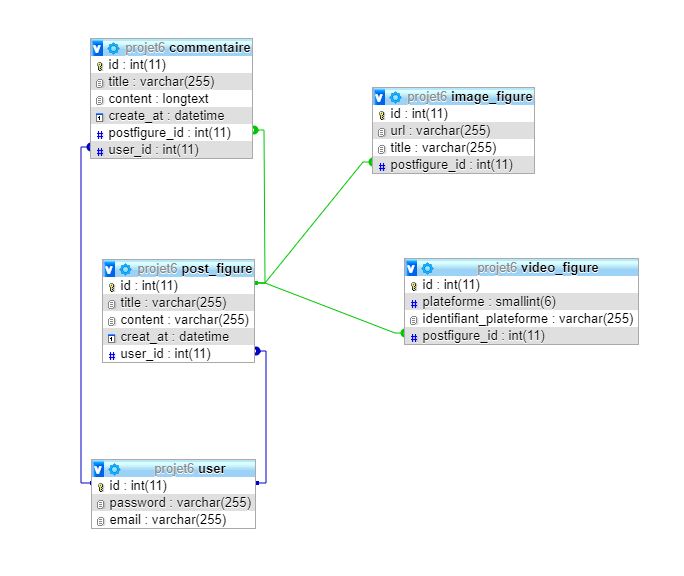 projet6 commentaire
id : int(11)
title : varchar(255)
content : longtext
create_at : datetime
postfigure_id : int(11)
user_id : int(11)
projet6 image_figure
id : int(11)
url : varchar(255)
title : varchar(255)
postfigure_id : int(11)
projet6 post_figure
id : int(11)
title : varchar(255)
content : varchar(255)
creat_at : datetime
user_id : int(11)
projet6 video_figure
id : int(11)
plateforme : smallint(6)
identifiant_plateforme : varchar(255)
postfigure_id : int(11)
projet6 user
id : int(11)
password : varchar(255)
email : varchar(255)